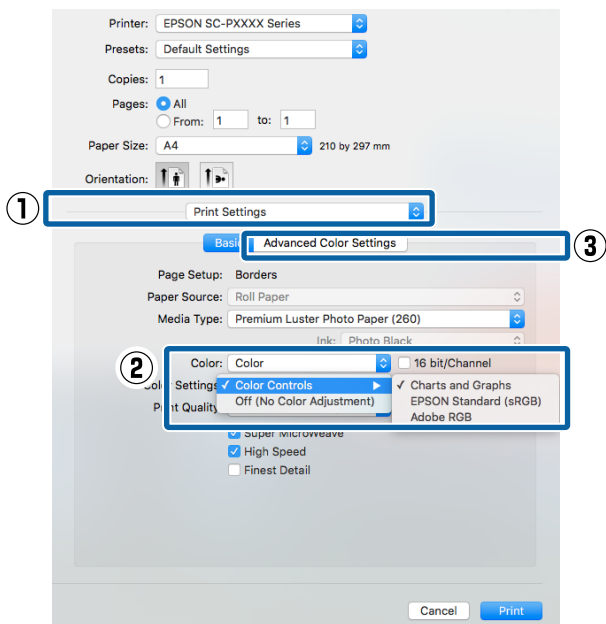 Printer: EPSON SC-PXXXX Series
Presets: Default Settings
Copies: 1
Pages: All
From: 1 to: 1
Paper Size: A4 210 by 297 mm
Orientation:
1
Print Settings
3
Advanced Color Settings
Page Setup: Borders
Paper Source: Roll Paper
Media Type: Premium Luster Photo Paper (260)
Ink: Photo Black
2
Color: Color 16 bit/Channel
Settings Color Controls Charts and Graphs
Off (No Color Adjustment) EPSON Standard (sRGB)
Print Quality Adobe RGB
Super MicroWeave
High Speed
Finest Detail
Cancel Print